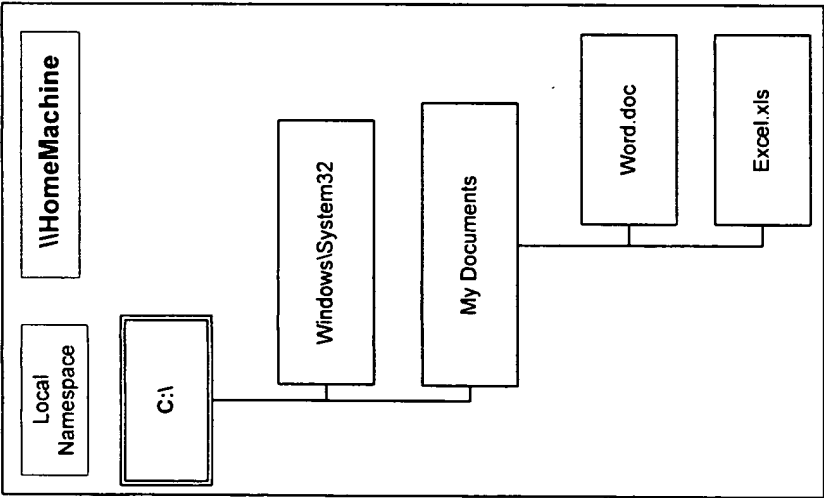 Local
Namespace
\\HomeMachine
C:\
Windows\System32
My Documents
Word.doc
Excel.xls